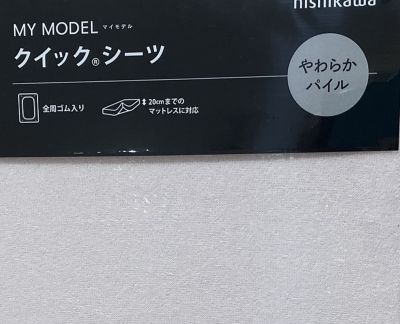 nishikawa
MY MODEL マイモデル
クイック®シーツ
やわらか
パイル
全周ゴム入り
20cmまでの
マットレスに対応